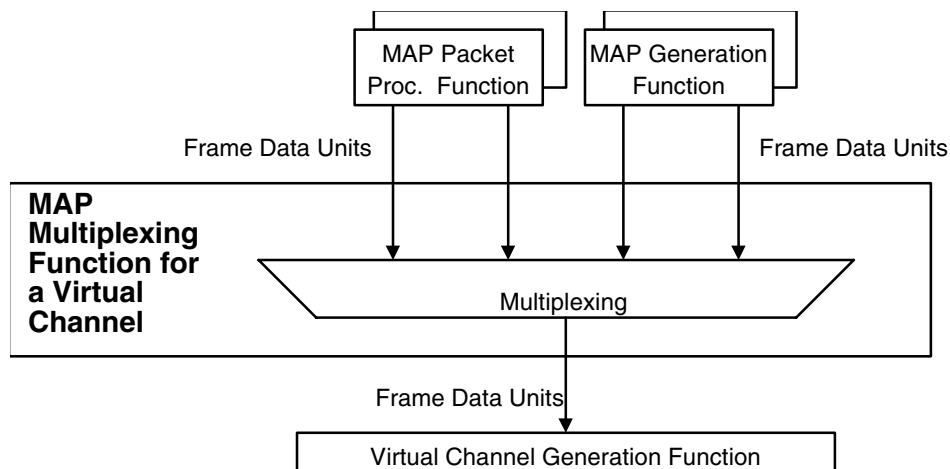 MAP Packet
Proc. Function
MAP Generation
Function
Frame Data Units
Frame Data Units
MAP
Multiplexing
Function for
a Virtual
Channel
Multiplexing
Frame Data Units
Virtual Channel Generation Function